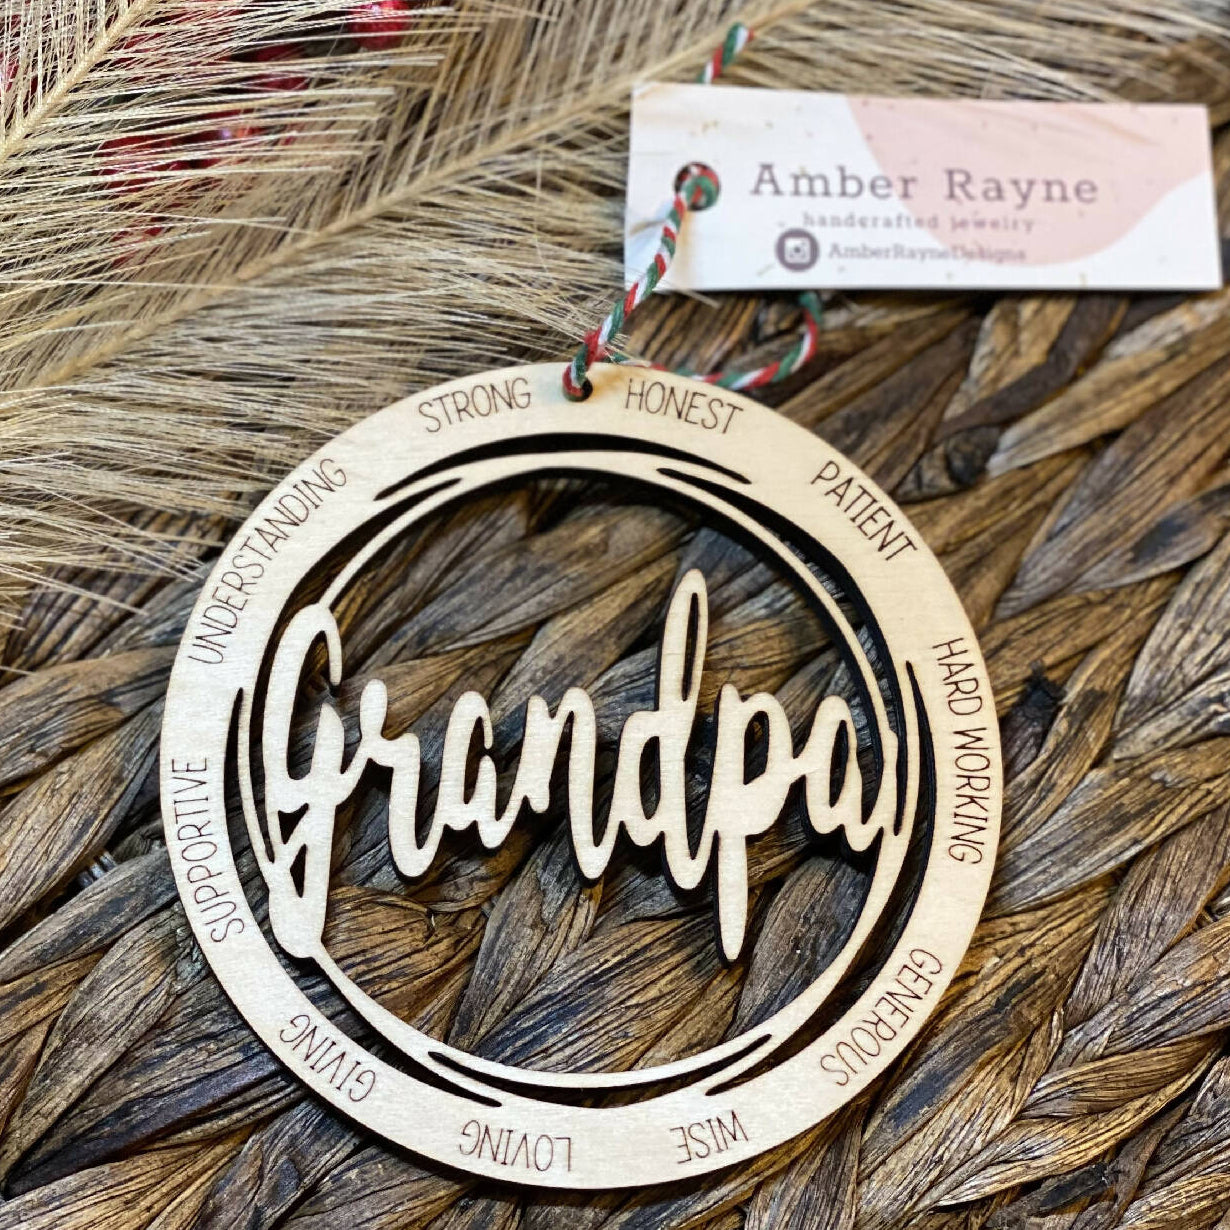 Amber Rayne
handcrafted jewelry
AmberRayneDesigns
STRONG
HONEST
PATIENT
HARD WORKING
GENEROUS
WISE
LOVING
GIVING
SUPPORTIVE
UNDERSTANDING
Grandpa